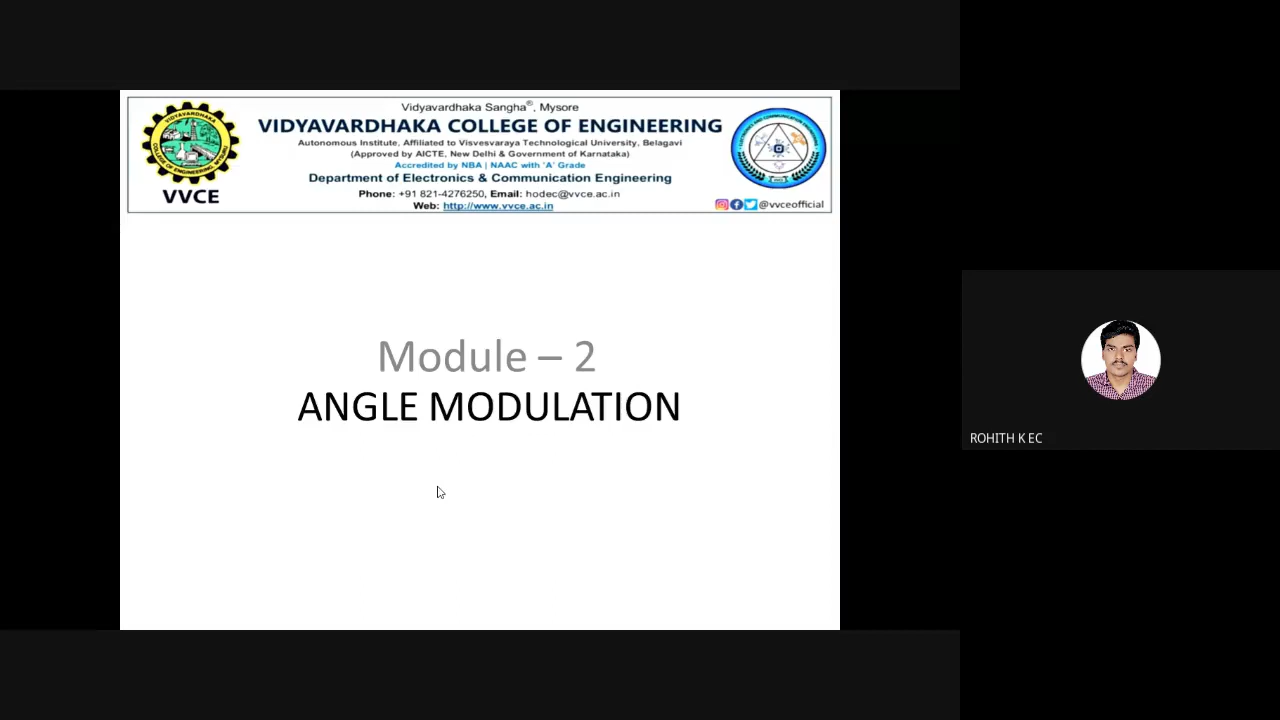 Vidyavardhaka Sangha®, Mysore
VIDYAVARDHAKA COLLEGE OF ENGINEERING
Autonomous Institute, Affiliated to Visvesvaraya Technological University, Belagavi
(Approved by AICTE, New Delhi & Government of Karnataka)
Accredited by NBA | NAAC with 'A' Grade
Department of Electronics & Communication Engineering
Phone: +91 821-4276250, Email: hodec@vvce.ac.in
Web: http://www.vvce.ac.in
VVCE
@vvceofficial
Module – 2
ANGLE MODULATION
ROHITH K EC